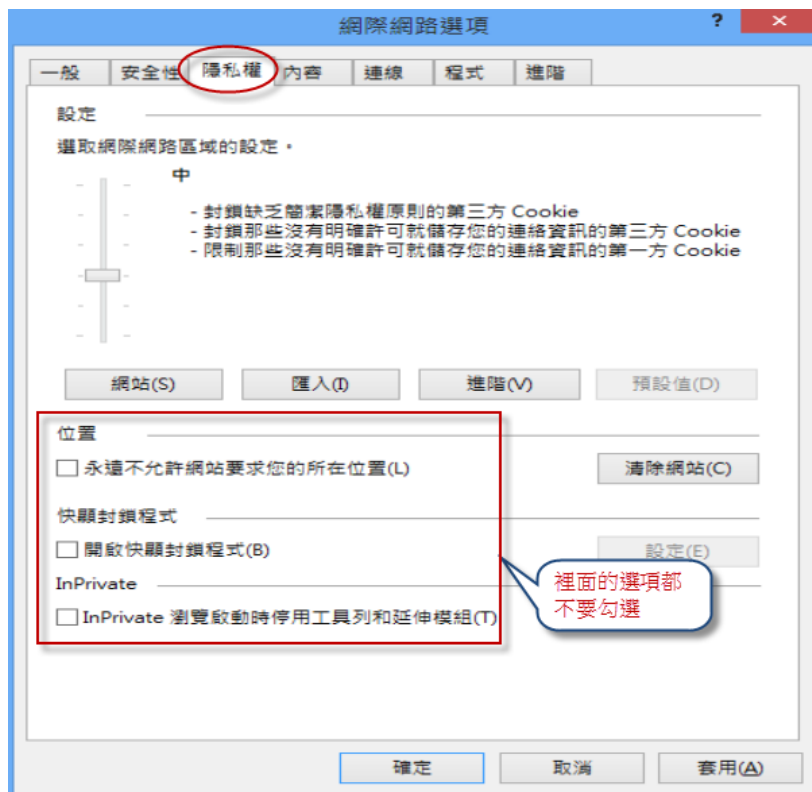 網際網路選項
?
一般 安全性 隱私權 內容 連線 程式 進階
設定
選取網際網路區域的設定。
中
- 封鎖缺乏簡潔隱私權原則的第三方 Cookie
- 封鎖那些沒有明確許可就儲存您的連絡資訊的第三方 Cookie
- 限制那些沒有明確許可就儲存您的連絡資訊的第一方 Cookie
網站(S) 匯入(I) 進階(V) 預設值(D)
位置
永遠不允許網站要求您的所在位置(L) 清除網站(C)
快顯封鎖程式
開啟快顯封鎖程式(B) 設定(E)
InPrivate
InPrivate 瀏覽啟動時停用工具列和延伸模組(T)
裡面的選項都
不要勾選
確定 取消 套用(A)